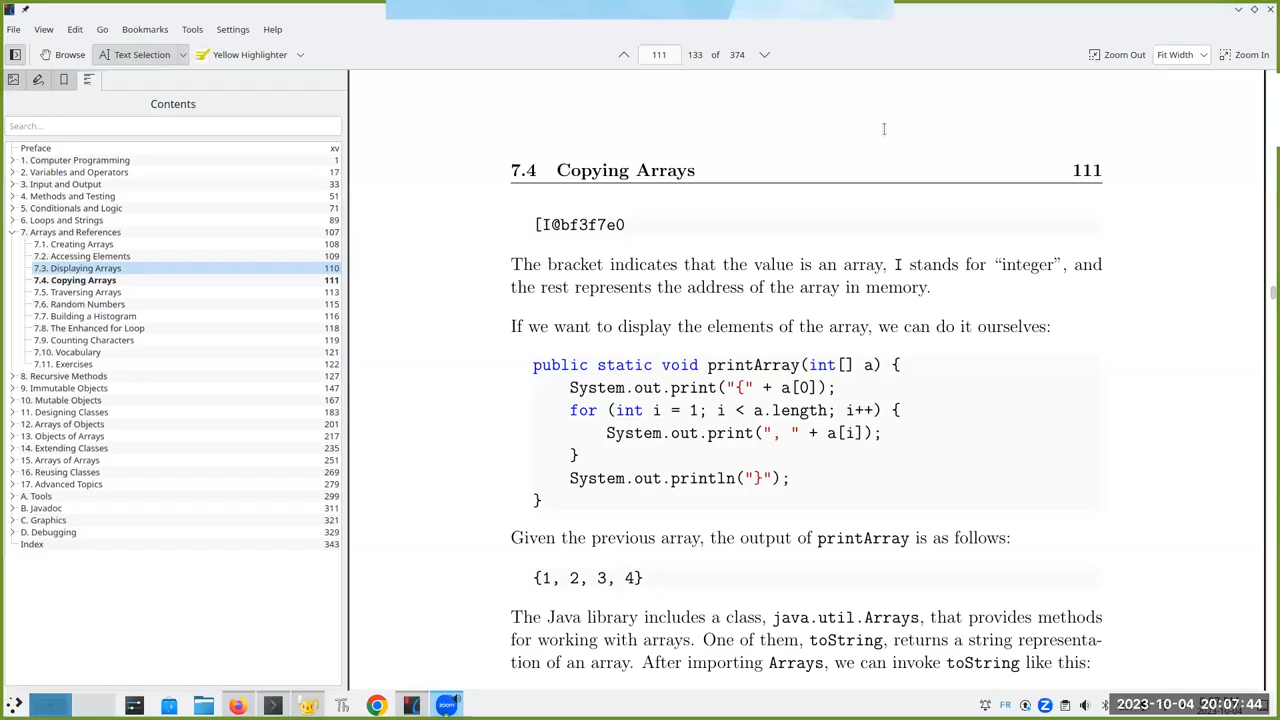 File View Edit Go Bookmarks Tools Settings Help
Browse Text Selection Yellow Highlighter 111 133 of 374 Zoom Out Fit Width Zoom In
Contents
Search...
Preface xv
1. Computer Programming 1
2. Variables and Operators 17
3. Input and Output 33
4. Methods and Testing 51
5. Conditionals and Logic 71
6. Loops and Strings 89
7. Arrays and References 107
7.1. Creating Arrays 108
7.2. Accessing Elements 109
7.3. Displaying Arrays 110
7.4. Copying Arrays 111
7.5. Traversing Arrays 113
7.6. Random Numbers 115
7.7. Building a Histogram 116
7.8. The Enhanced for Loop 118
7.9. Counting Characters 119
7.10. Vocabulary 121
7.11. Exercises 122
8. Recursive Methods 127
9. Immutable Objects 147
10. Mutable Objects 167
11. Designing Classes 183
12. Arrays of Objects 201
13. Objects of Arrays 217
14. Extending Classes 235
15. Arrays of Arrays 251
16. Reusing Classes 269
17. Advanced Topics 279
A. Tools 299
B. Javadoc 311
C. Graphics 321
D. Debugging 329
Index 343
7.4 Copying Arrays 111
[I@bf3f7e0
The bracket indicates that the value is an array, I stands for “integer”, and
the rest represents the address of the array in memory.
If we want to display the elements of the array, we can do it ourselves:
public static void printArray(int[] a) {
System.out.print("{" + a[0]);
for (int i = 1; i < a.length; i++) {
System.out.print(", " + a[i]);
}
System.out.println("}");
}
Given the previous array, the output of printArray is as follows:
{1, 2, 3, 4}
The Java library includes a class, java.util.Arrays, that provides methods
for working with arrays. One of them, toString, returns a string representa-
tion of an array. After importing Arrays, we can invoke toString like this:
zoom FR 2023-10-04 20:07:44